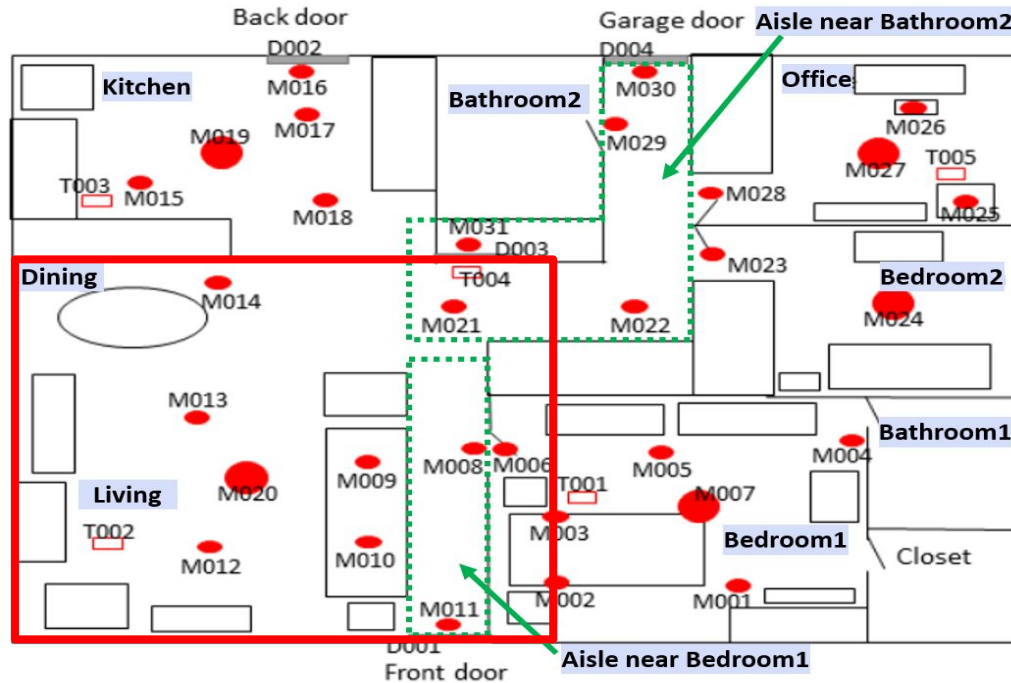 Back door
Garage door
Aisle near Bathroom2
D002
D004
Kitchen
M016
M030
Office
Bathroom2
M017
M029
M026
M019
M027
T005
T003
M015
M018
M028
M025
M031
D003
M023
Dining
T004
Bedroom2
M014
M021
M022
M024
M013
Bathroom1
M008
M006
M005
M004
M009
M020
Living
T001
M007
T002
M003
Bedroom1
M012
M010
Closet
M002
M001
M011
D001
Aisle near Bedroom1
Front door